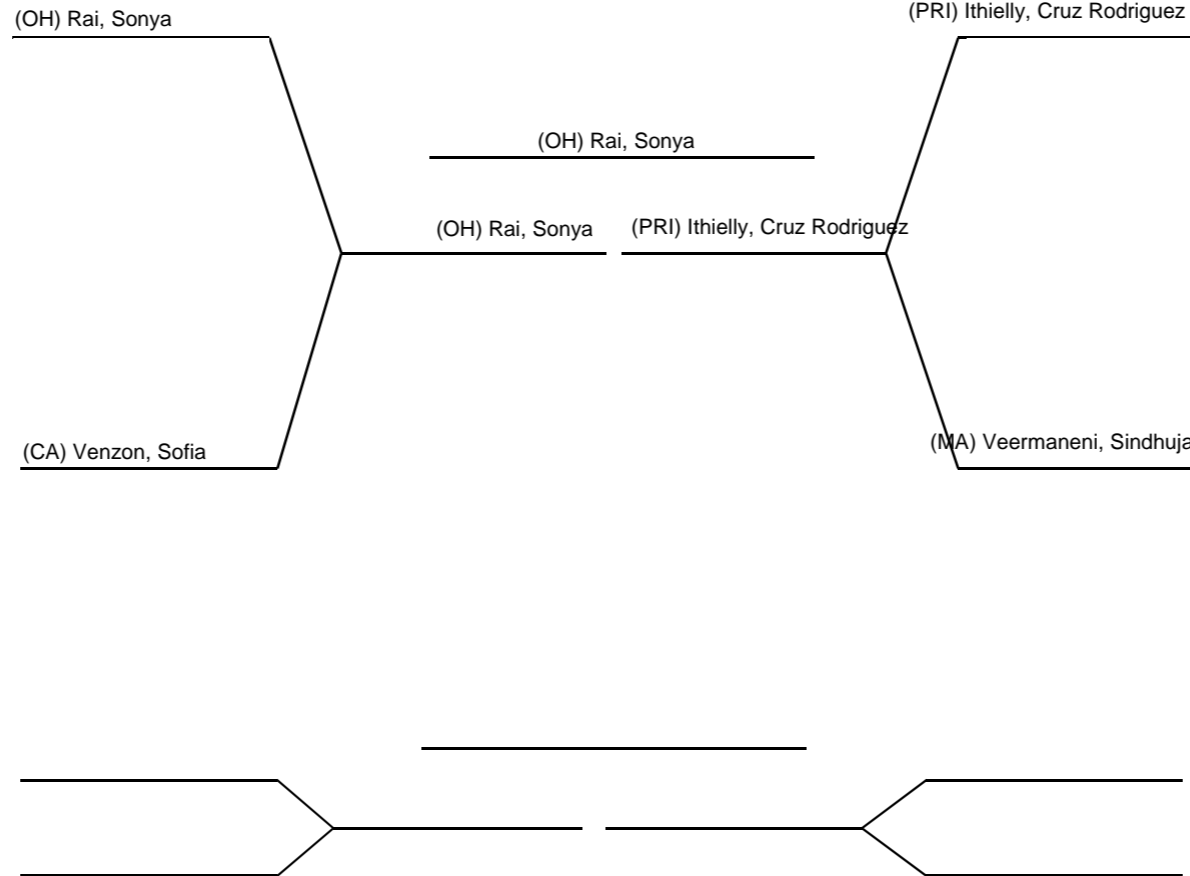 (OH) Rai, Sonya
(PRI) Ithielly, Cruz Rodriguez
(OH) Rai, Sonya
(OH) Rai, Sonya
(PRI) Ithielly, Cruz Rodriguez
(CA) Venzon, Sofia
(MA) Veermaneni, Sindhuja